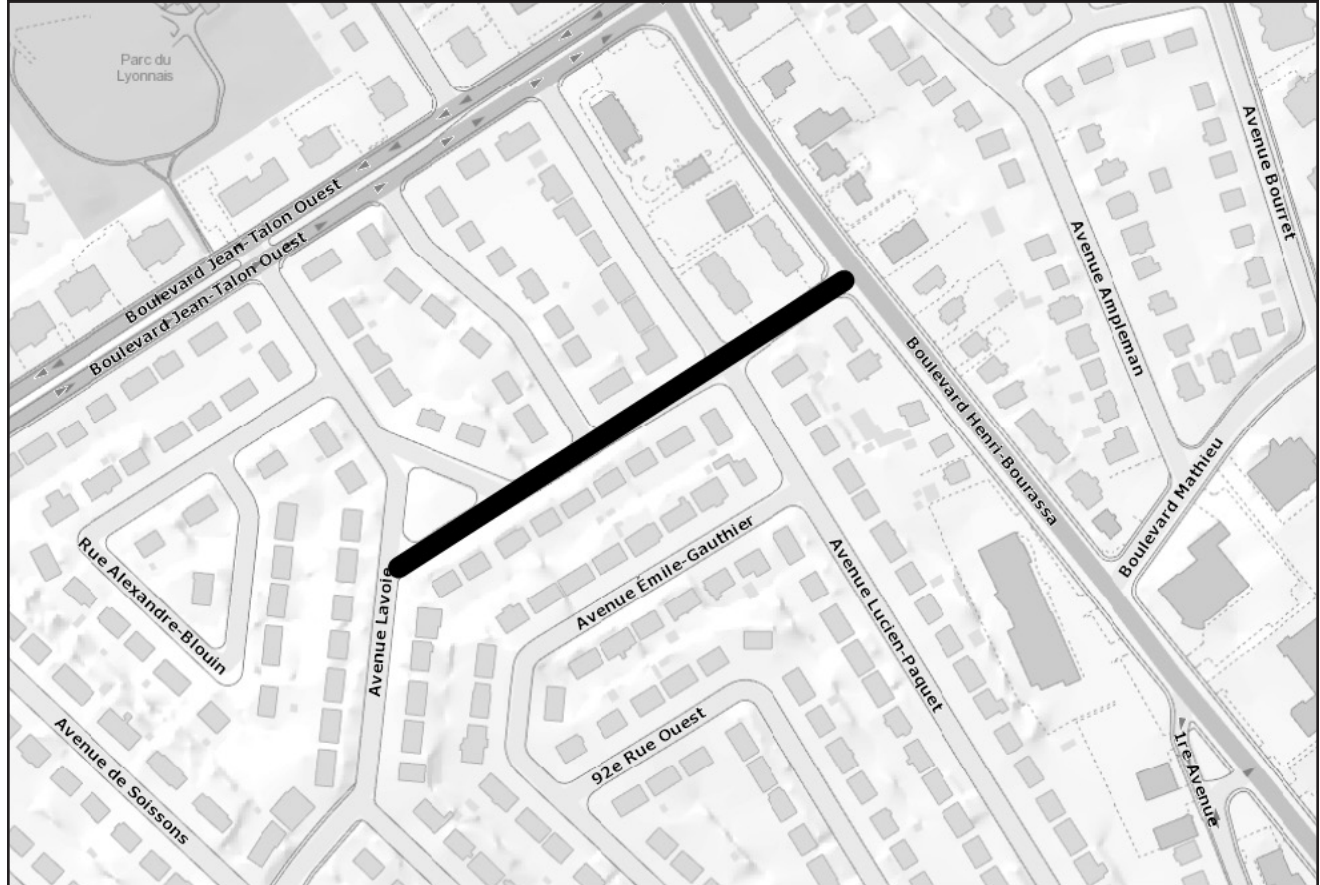 Parc du
Lyonnais
Boulevard Jean-Talon Ouest
Boulevard Jean-Talon Ouest
Avenue Bourret
Avenue Ampleman
Boulevard Henri-Bourassa
Boulevard Mathieu
Rue Alexandre-Blouin
Avenue Lavoie
Avenue Émile-Gauthier
Avenue Lucien-Paquet
92e Rue Ouest
Avenue de Soissons
1re Avenue